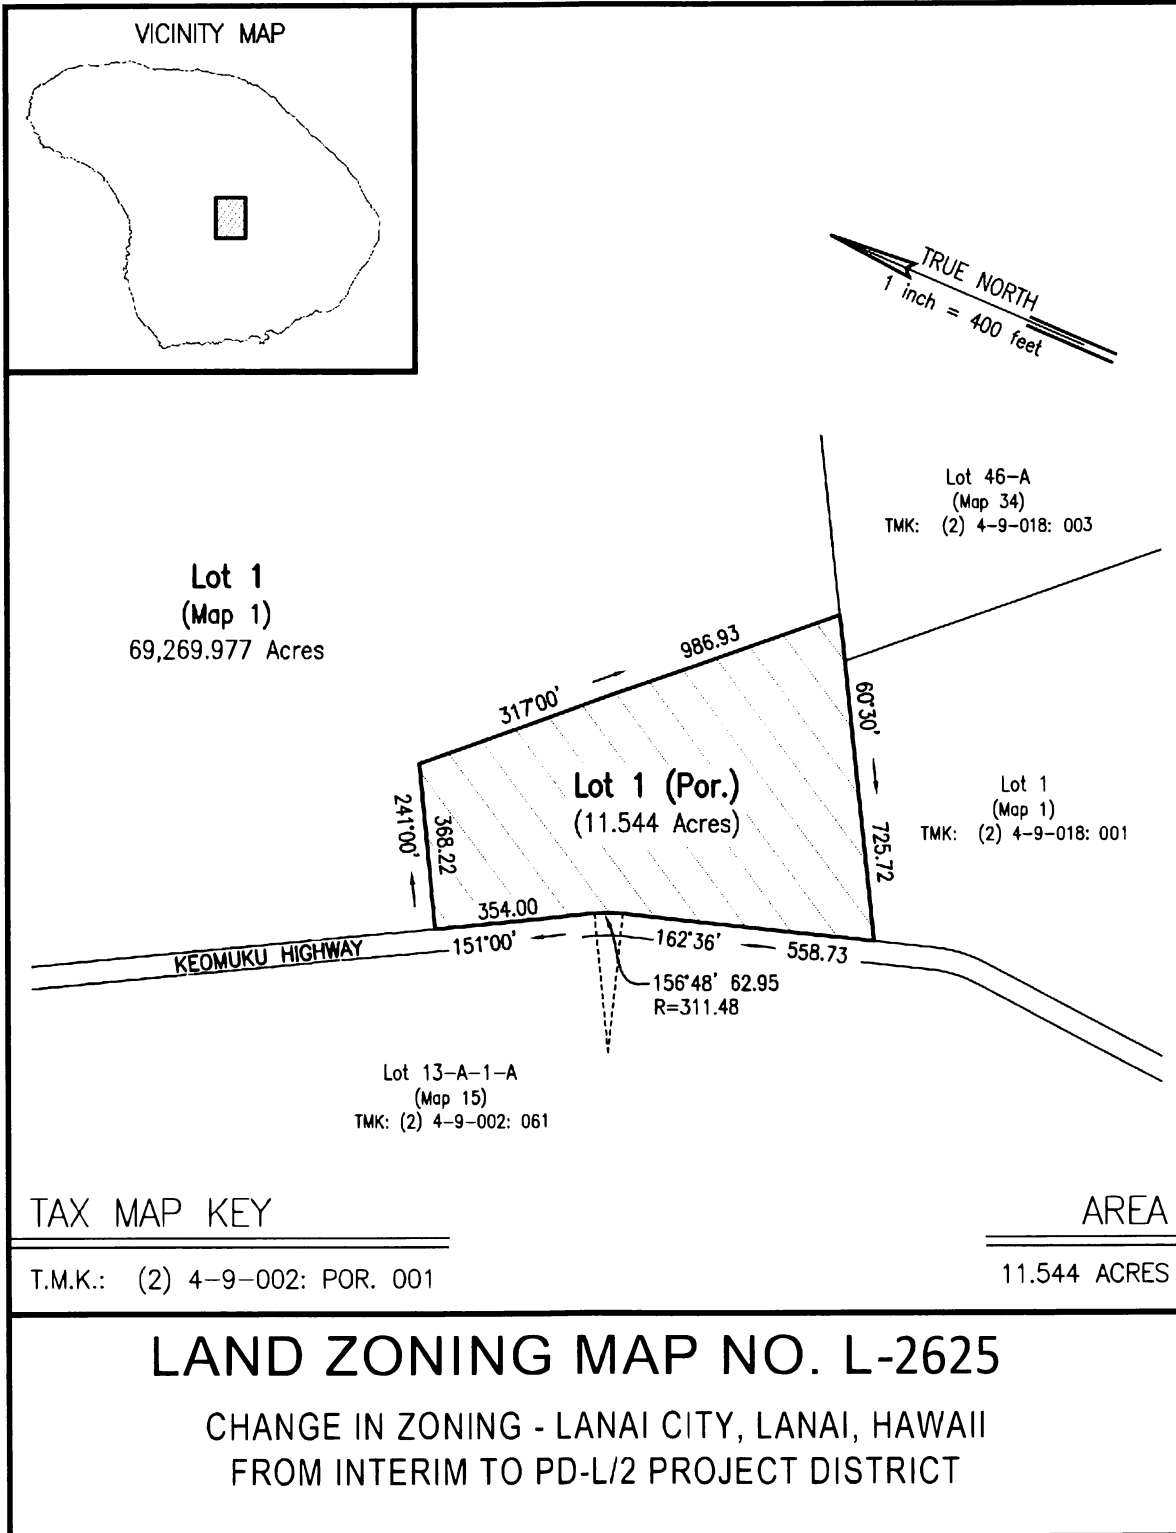 VICINITY MAP
TRUE NORTH
1 inch = 400 feet
Lot 46-A
(Map 34)
TMK: (2) 4-9-018: 003
Lot 1
(Map 1)
69,269.977 Acres
986.93
317°00'
60°30'
725.72
Lot 1 (Por.)
(11.544 Acres)
Lot 1
(Map 1)
TMK: (2) 4-9-018: 001
241°00'
368.22
354.00
151°00'
162°36'
558.73
KEOMUKU HIGHWAY
156°48' 62.95
R=311.48
Lot 13-A-1-A
(Map 15)
TMK: (2) 4-9-002: 061
TAX MAP KEY
AREA
T.M.K.: (2) 4-9-002: POR. 001
11.544 ACRES
LAND ZONING MAP NO. L-2625
CHANGE IN ZONING - LANAI CITY, LANAI, HAWAII
FROM INTERIM TO PD-L/2 PROJECT DISTRICT